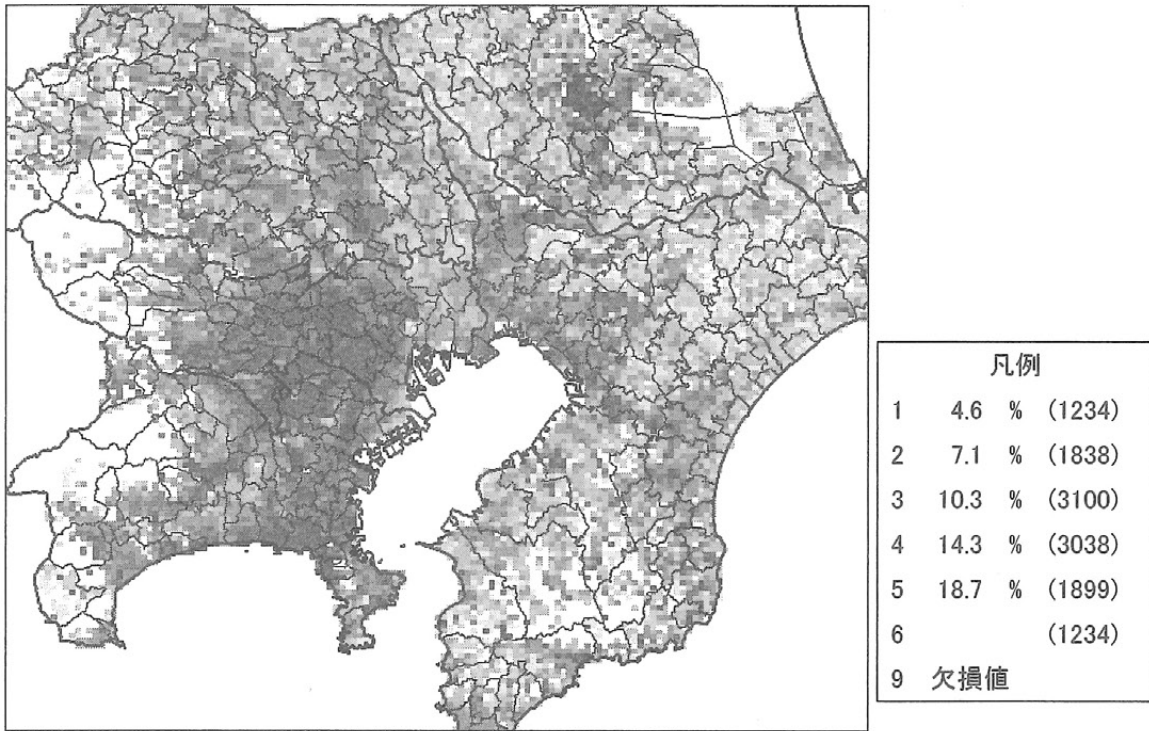 凡例
1 4.6 % (1234)
2 7.1 % (1838)
3 10.3 % (3100)
4 14.3 % (3038)
5 18.7 % (1899)
6 (1234)
9 欠損値